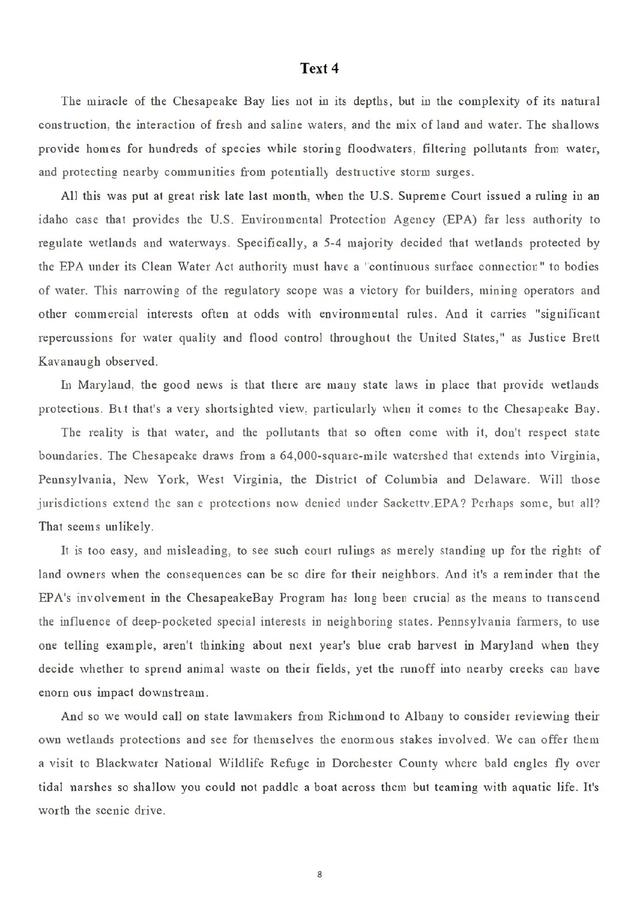 Text 4
The miracle of the Chesapeake Bay lies not in its depths, but in the complexity of its natural
construction, the interaction of fresh and saline waters, and the mix of land and water. The shallows
provide homes for hundreds of species while storing floodwaters, filtering pollutants from water,
and protecting nearby communities from potentially destructive storm surges.
All this was put at great risk late last month, when the U.S. Supreme Court issued a ruling in an
idaho case that provides the U.S. Environmental Protection Agency (EPA) far less authority to
regulate wetlands and waterways. Specifically, a 5-4 majority decided that wetlands protected by
the EPA under its Clean Water Act authority must have a "continuous surface connection" to bodies
of water. This narrowing of the regulatory scope was a victory for builders, mining operators and
other commercial interests often at odds with environmental rules. And it carries "significant
repercussions for water quality and flood control throughout the United States," as Justice Brett
Kavanaugh observed.
In Maryland, the good news is that there are many state laws in place that provide wetlands
protections. But that's a very shortsighted view, particularly when it comes to the Chesapeake Bay.
The reality is that water, and the pollutants that so often come with it, don't respect state
boundaries. The Chesapeake draws from a 64,000-square-mile watershed that extends into Virginia,
Pennsylvania, New York, West Virginia, the District of Columbia and Delaware. Will those
jurisdictions extend the san e protections now denied under Sackettv.EPA? Perhaps some, but all?
That seems unlikely.
It is too easy, and misleading, to see such court rulings as merely standing up for the rights of
land owners when the consequences can be so dire for their neighbors. And it's a reminder that the
EPA's involvement in the ChesapeakeBay Program has long been crucial as the means to transcend
the influence of deep-pocketed special interests in neighboring states. Pennsylvania farmers, to use
one telling example, aren't thinking about next year's blue crab harvest in Maryland when they
decide whether to sprend animal waste on their fields, yet the runoff into nearby creeks can have
enorn ous impact downstream.
And so we would call on state lawmakers from Richmond to Albany to consider reviewing their
own wetlands protections and see for themselves the enormous stakes involved. We can offer them
a visit to Blackwater National Wildlife Refuge in Dorchester County where bald engles fly over
tidal narshes so shallow you could not paddle a boat across them but teaming with aquatic life. It's
worth the scenic drive.
8